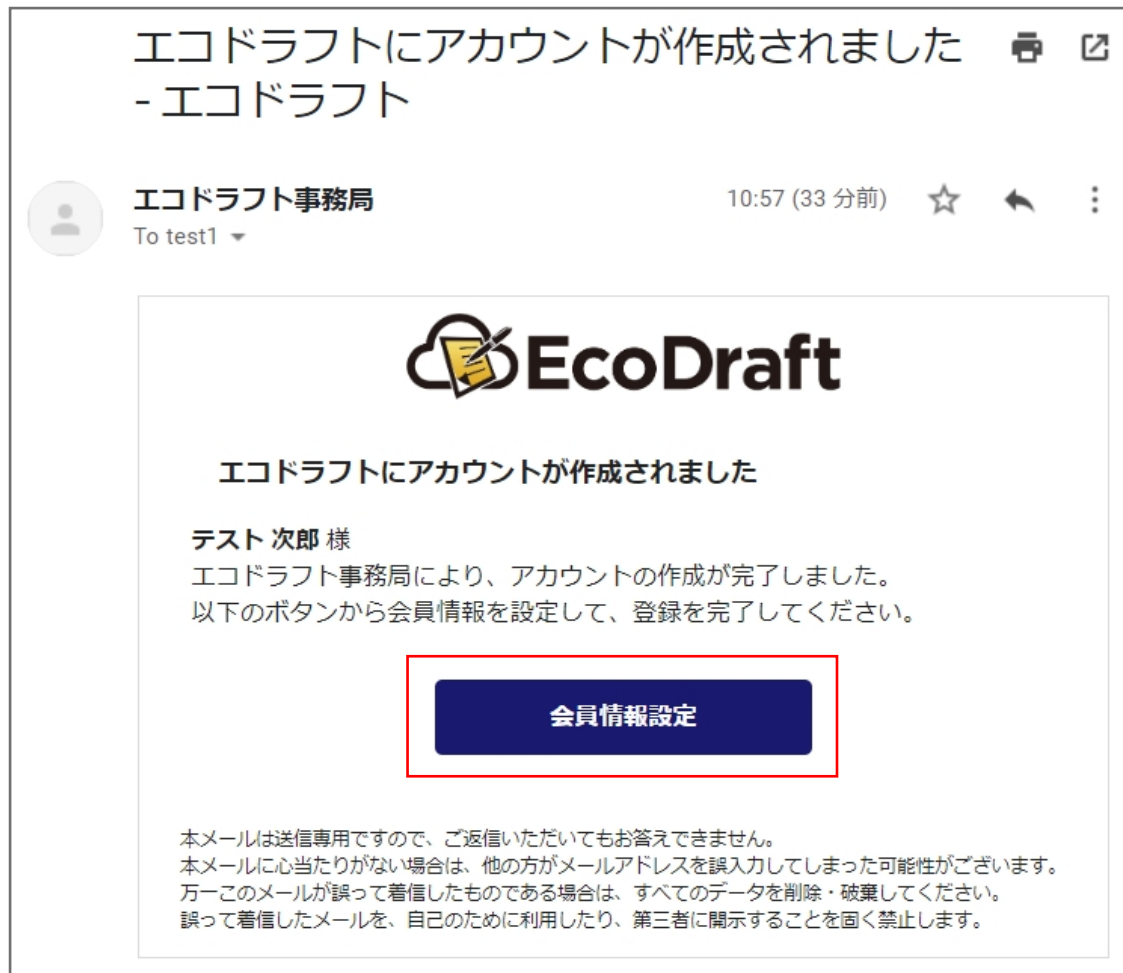 エコドラフトにアカウントが作成されました
- エコドラフト
エコドラフト事務局
10:57 (33 分前)
To test1
EcoDraft
エコドラフトにアカウントが作成されました
テスト 次郎 様
エコドラフト事務局により、アカウントの作成が完了しました。
以下のボタンから会員情報を設定して、登録を完了してください。
会員情報設定
本メールは送信専用ですので、ご返信いただいてもお答えできません。
本メールに心当たりがない場合は、他の方がメールアドレスを誤入力してしまった可能性がございます。
万一このメールが誤って着信したものである場合は、すべてのデータを削除・破棄してください。
誤って着信したメールを、自己のために利用したり、第三者に開示することを固く禁止します。